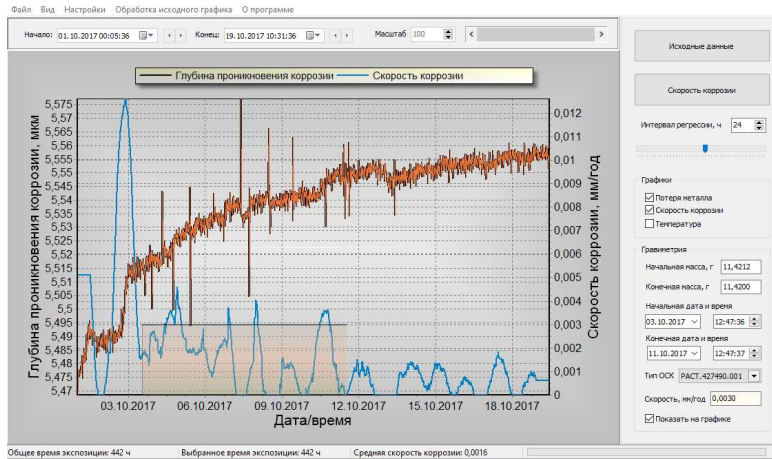 Файл Вид Настройки Обработка исходного графика О программе
Начало: 01.10.2017 00:05:36 Конец: 19.10.2017 10:31:36 Масштаб 100
Исходные данные
Скорость коррозии
Интервал регрессии, ч 24
Графики
Потеря металла
Скорость коррозии
Температура
Гравиметрия
Начальная масса, г 11,4212
Конечная масса, г 11,4200
Начальная дата и время
03.10.2017 12:47:36
Конечная дата и время
11.10.2017 12:47:37
Тип ОСК РАСТ.427490.001
Скорость, мм/год 0,0030
Показать на графике
Глубина проникновения коррозии Скорость коррозии
Глубина проникновения коррозии, мкм
5,575
5,57
5,565
5,56
5,555
5,55
5,545
5,54
5,535
5,53
5,525
5,52
5,515
5,51
5,505
5,5
5,495
5,49
5,485
5,48
5,475
5,47
0,012
0,011
0,01
0,009
0,008
0,007
0,006
0,005
0,004
0,003
0,002
0,001
0
Скорость коррозии, мм/год
03.10.2017 06.10.2017 09.10.2017 12.10.2017 15.10.2017 18.10.2017
Дата/время
Общее время экспозиции: 442 ч Выбранное время экспозиции: 442 ч Средняя скорость коррозии: 0,0016